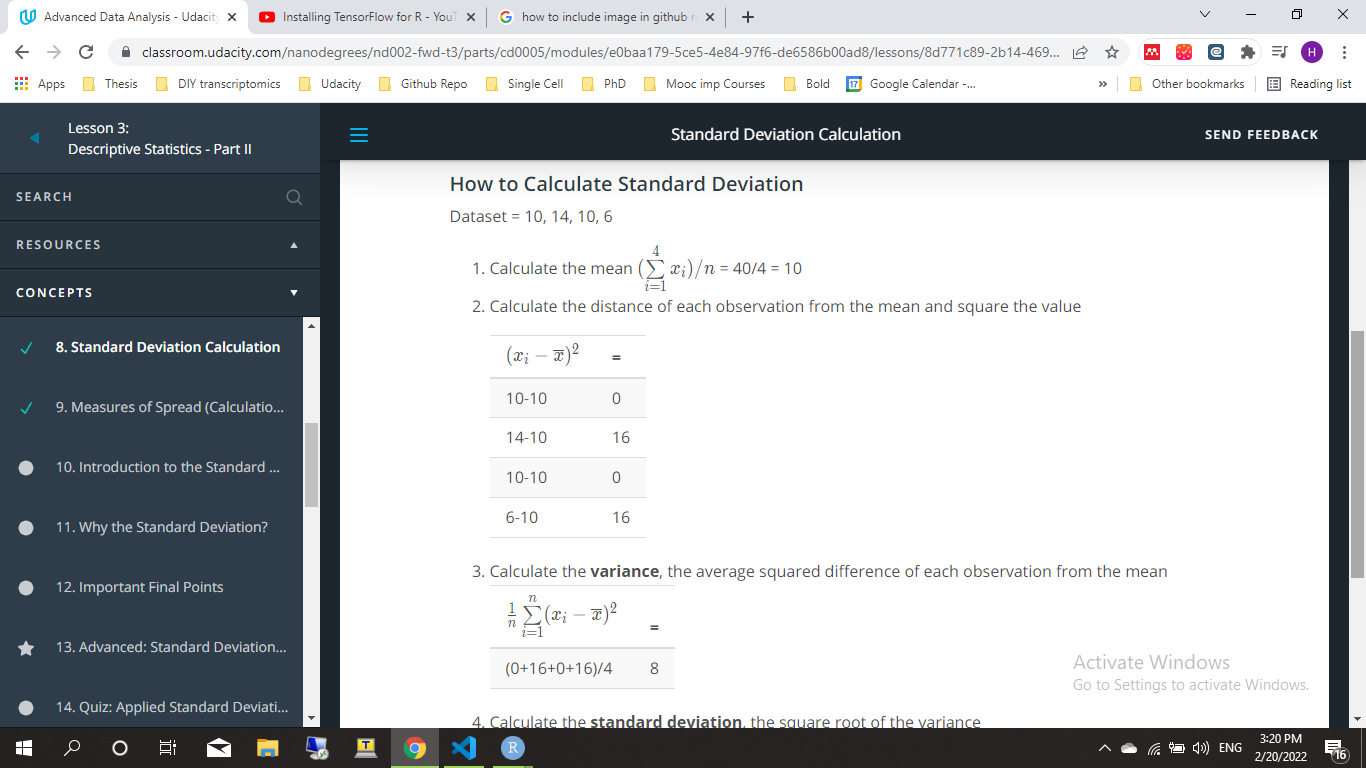 Advanced Data Analysis - Udacity
Installing TensorFlow for R - YouT
how to include image in github r
classroom.udacity.com/nanodegrees/nd002-fwd-t3/parts/cd0005/modules/e0baa179-5ce5-4e84-97f6-de6586b00ad8/lessons/8d771c89-2b14-469...
H
Apps Thesis DIY transcriptomics Udacity Github Repo Single Cell PhD Mooc imp Courses Bold 17 Google Calendar -... » Other bookmarks Reading list
Lesson 3:
Descriptive Statistics - Part II
Standard Deviation Calculation
SEND FEEDBACK
SEARCH
RESOURCES
CONCEPTS
8. Standard Deviation Calculation
9. Measures of Spread (Calculatio...
10. Introduction to the Standard ...
11. Why the Standard Deviation?
12. Important Final Points
13. Advanced: Standard Deviation...
14. Quiz: Applied Standard Deviati...
How to Calculate Standard Deviation
Dataset = 10, 14, 10, 6
1. Calculate the mean (∑_{i=1}^{4} x_i)/n = 40/4 = 10
2. Calculate the distance of each observation from the mean and square the value
(x_i − x̅)² =
10-10 0
14-10 16
10-10 0
6-10 16
3. Calculate the variance, the average squared difference of each observation from the mean
1/n ∑_{i=1}^{n} (x_i − x̅)² =
(0+16+0+16)/4 8
4. Calculate the standard deviation, the square root of the variance
Activate Windows
Go to Settings to activate Windows.
T
R
ENG
3:20 PM
2/20/2022
16